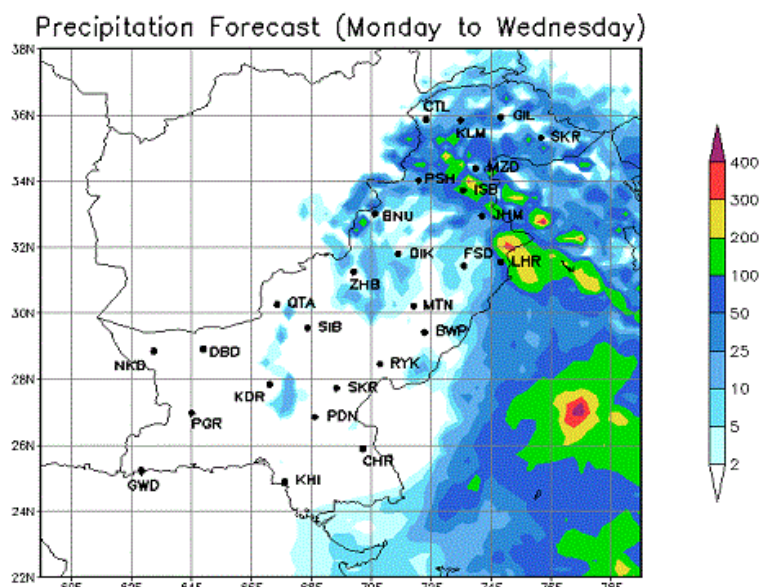 Precipitation Forecast (Monday to Wednesday)
38N
36N
34N
32N
30N
28N
26N
24N
22N
CTL
GIL
KLM
SKR
MZD
PSH
ISB
BNU
JHM
DIK
FSD
LHR
ZHB
QTA
MTN
SIB
BWP
NKD
DBD
RYK
KDR
SKR
PGR
PDN
CHR
GWD
KHI
400
300
200
100
50
25
10
5
2